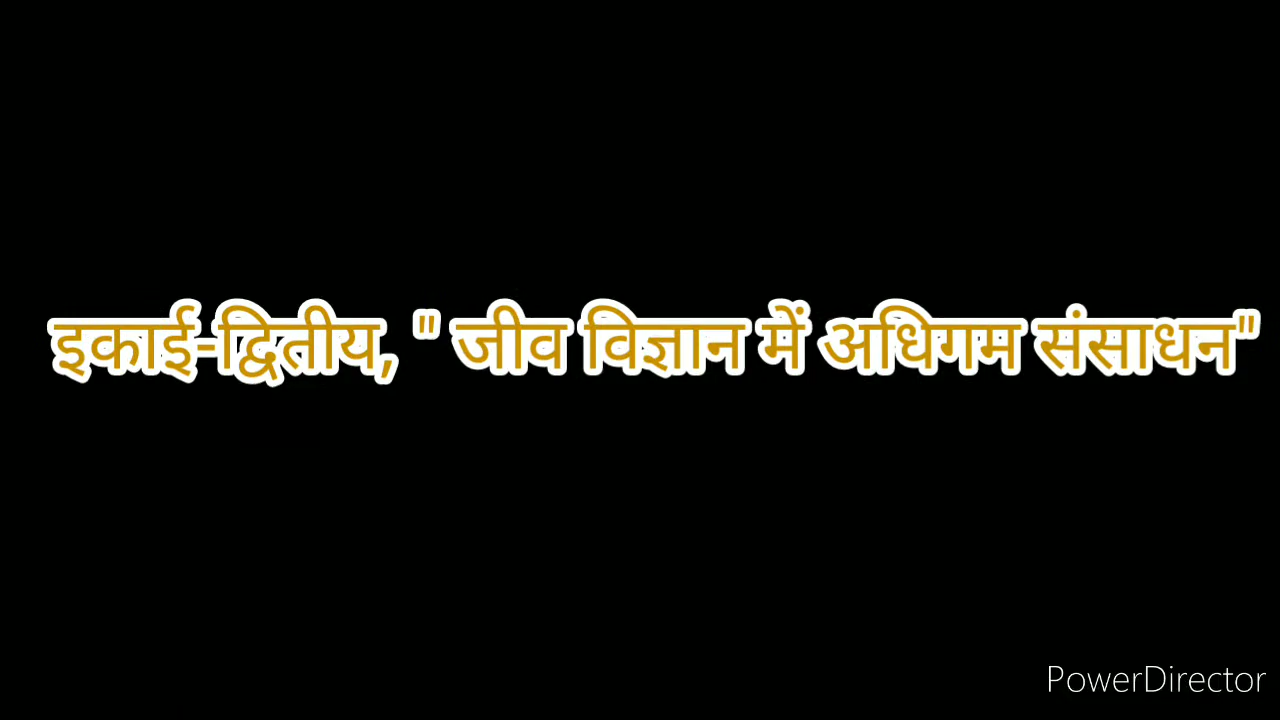 इकाई-द्वितीय, " जीव विज्ञान में अधिगम संसाधन"
PowerDirector